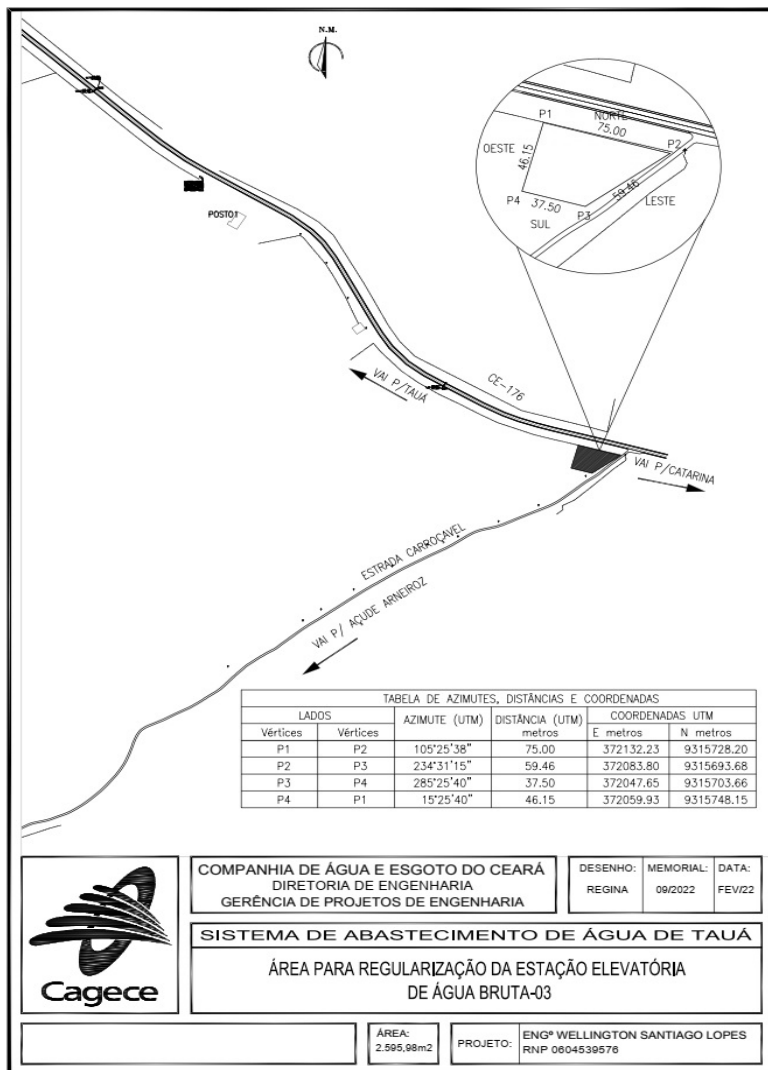 N.M.
NORTE
P1
75.00
P2
OESTE
46.15
59.46
LESTE
P4
37.50
P3
SUL
POSTO1
VAI P/TAUÁ
CE-176
VAI P/CATARINA
ESTRADA CARROÇAVEL
VAI P/ AÇUDE ARNEIROZ
TABELA DE AZIMUTES, DISTÂNCIAS E COORDENADAS
LADOS AZIMUTE (UTM) DISTÂNCIA (UTM) metros COORDENADAS UTM
Vértices Vértices E metros N metros
P1 P2 105°25'38" 75.00 372132.23 9315728.20
P2 P3 234°31'15" 59.46 372083.80 9315693.68
P3 P4 285°25'40" 37.50 372047.65 9315703.66
P4 P1 15°25'40" 46.15 372059.93 9315748.15
Cagece
COMPANHIA DE ÁGUA E ESGOTO DO CEARÁ
DIRETORIA DE ENGENHARIA
GERÊNCIA DE PROJETOS DE ENGENHARIA
DESENHO: MEMORIAL: DATA:
REGINA 09/2022 FEV/22
SISTEMA DE ABASTECIMENTO DE ÁGUA DE TAUÁ
ÁREA PARA REGULARIZAÇÃO DA ESTAÇÃO ELEVATÓRIA
DE ÁGUA BRUTA-03
ÁREA:
2.595,98m2
PROJETO:
ENGº WELLINGTON SANTIAGO LOPES
RNP 0604539576